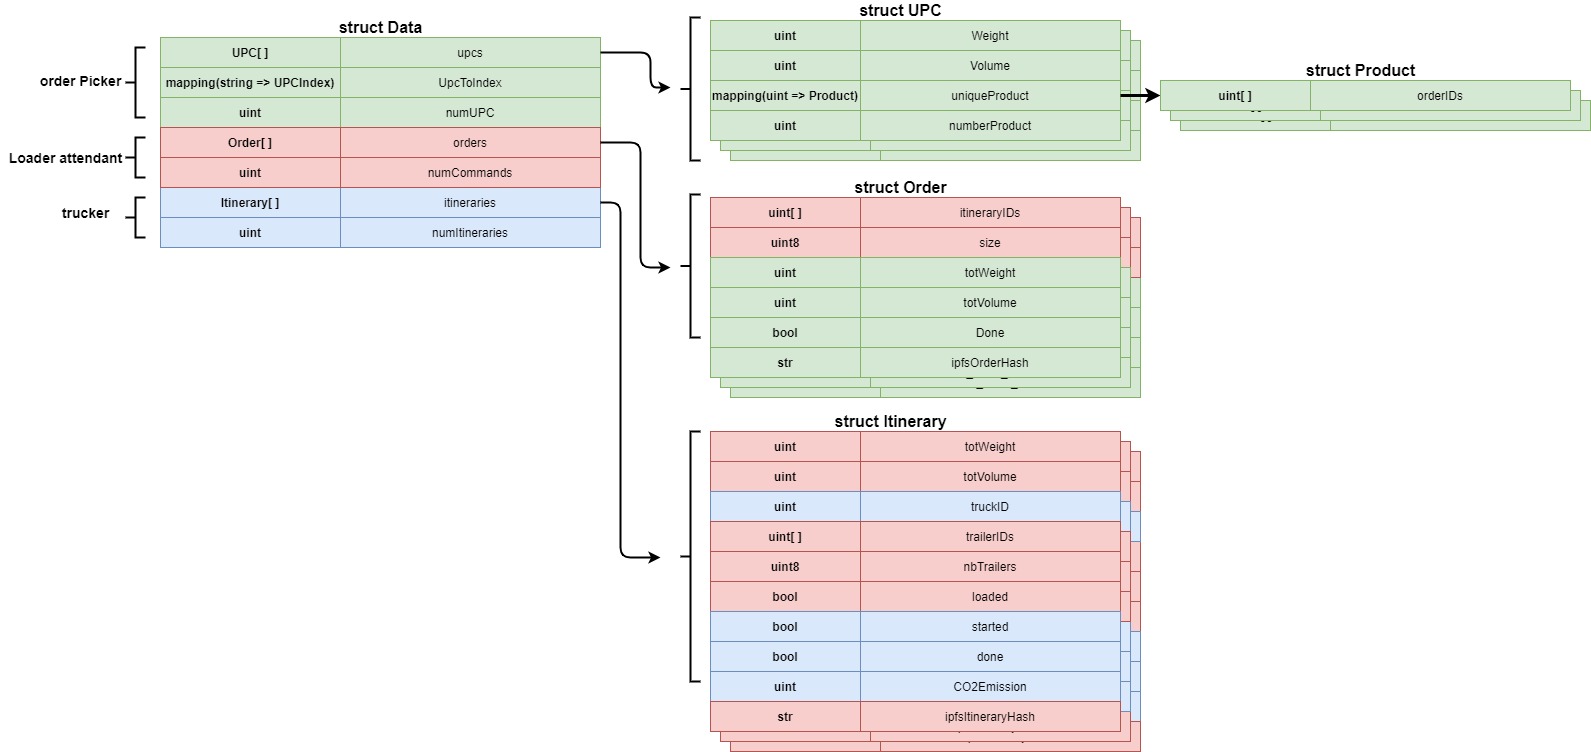 struct Data
order Picker
UPC[ ] upcs
mapping(string => UPCIndex) UpcToIndex
uint numUPC
Loader attendant
Order[ ] orders
uint numCommands
trucker
Itinerary[ ] itineraries
uint numItineraries
struct UPC
uint Weight
uint Volume
mapping(uint => Product) uniqueProduct
uint numberProduct
struct Product
uint[ ] orderIDs
struct Order
uint[ ] itineraryIDs
uint8 size
uint totWeight
uint totVolume
bool Done
str ipfsOrderHash
struct Itinerary
uint totWeight
uint totVolume
uint truckID
uint[ ] trailerIDs
uint8 nbTrailers
bool loaded
bool started
bool done
uint CO2Emission
str ipfsItineraryHash